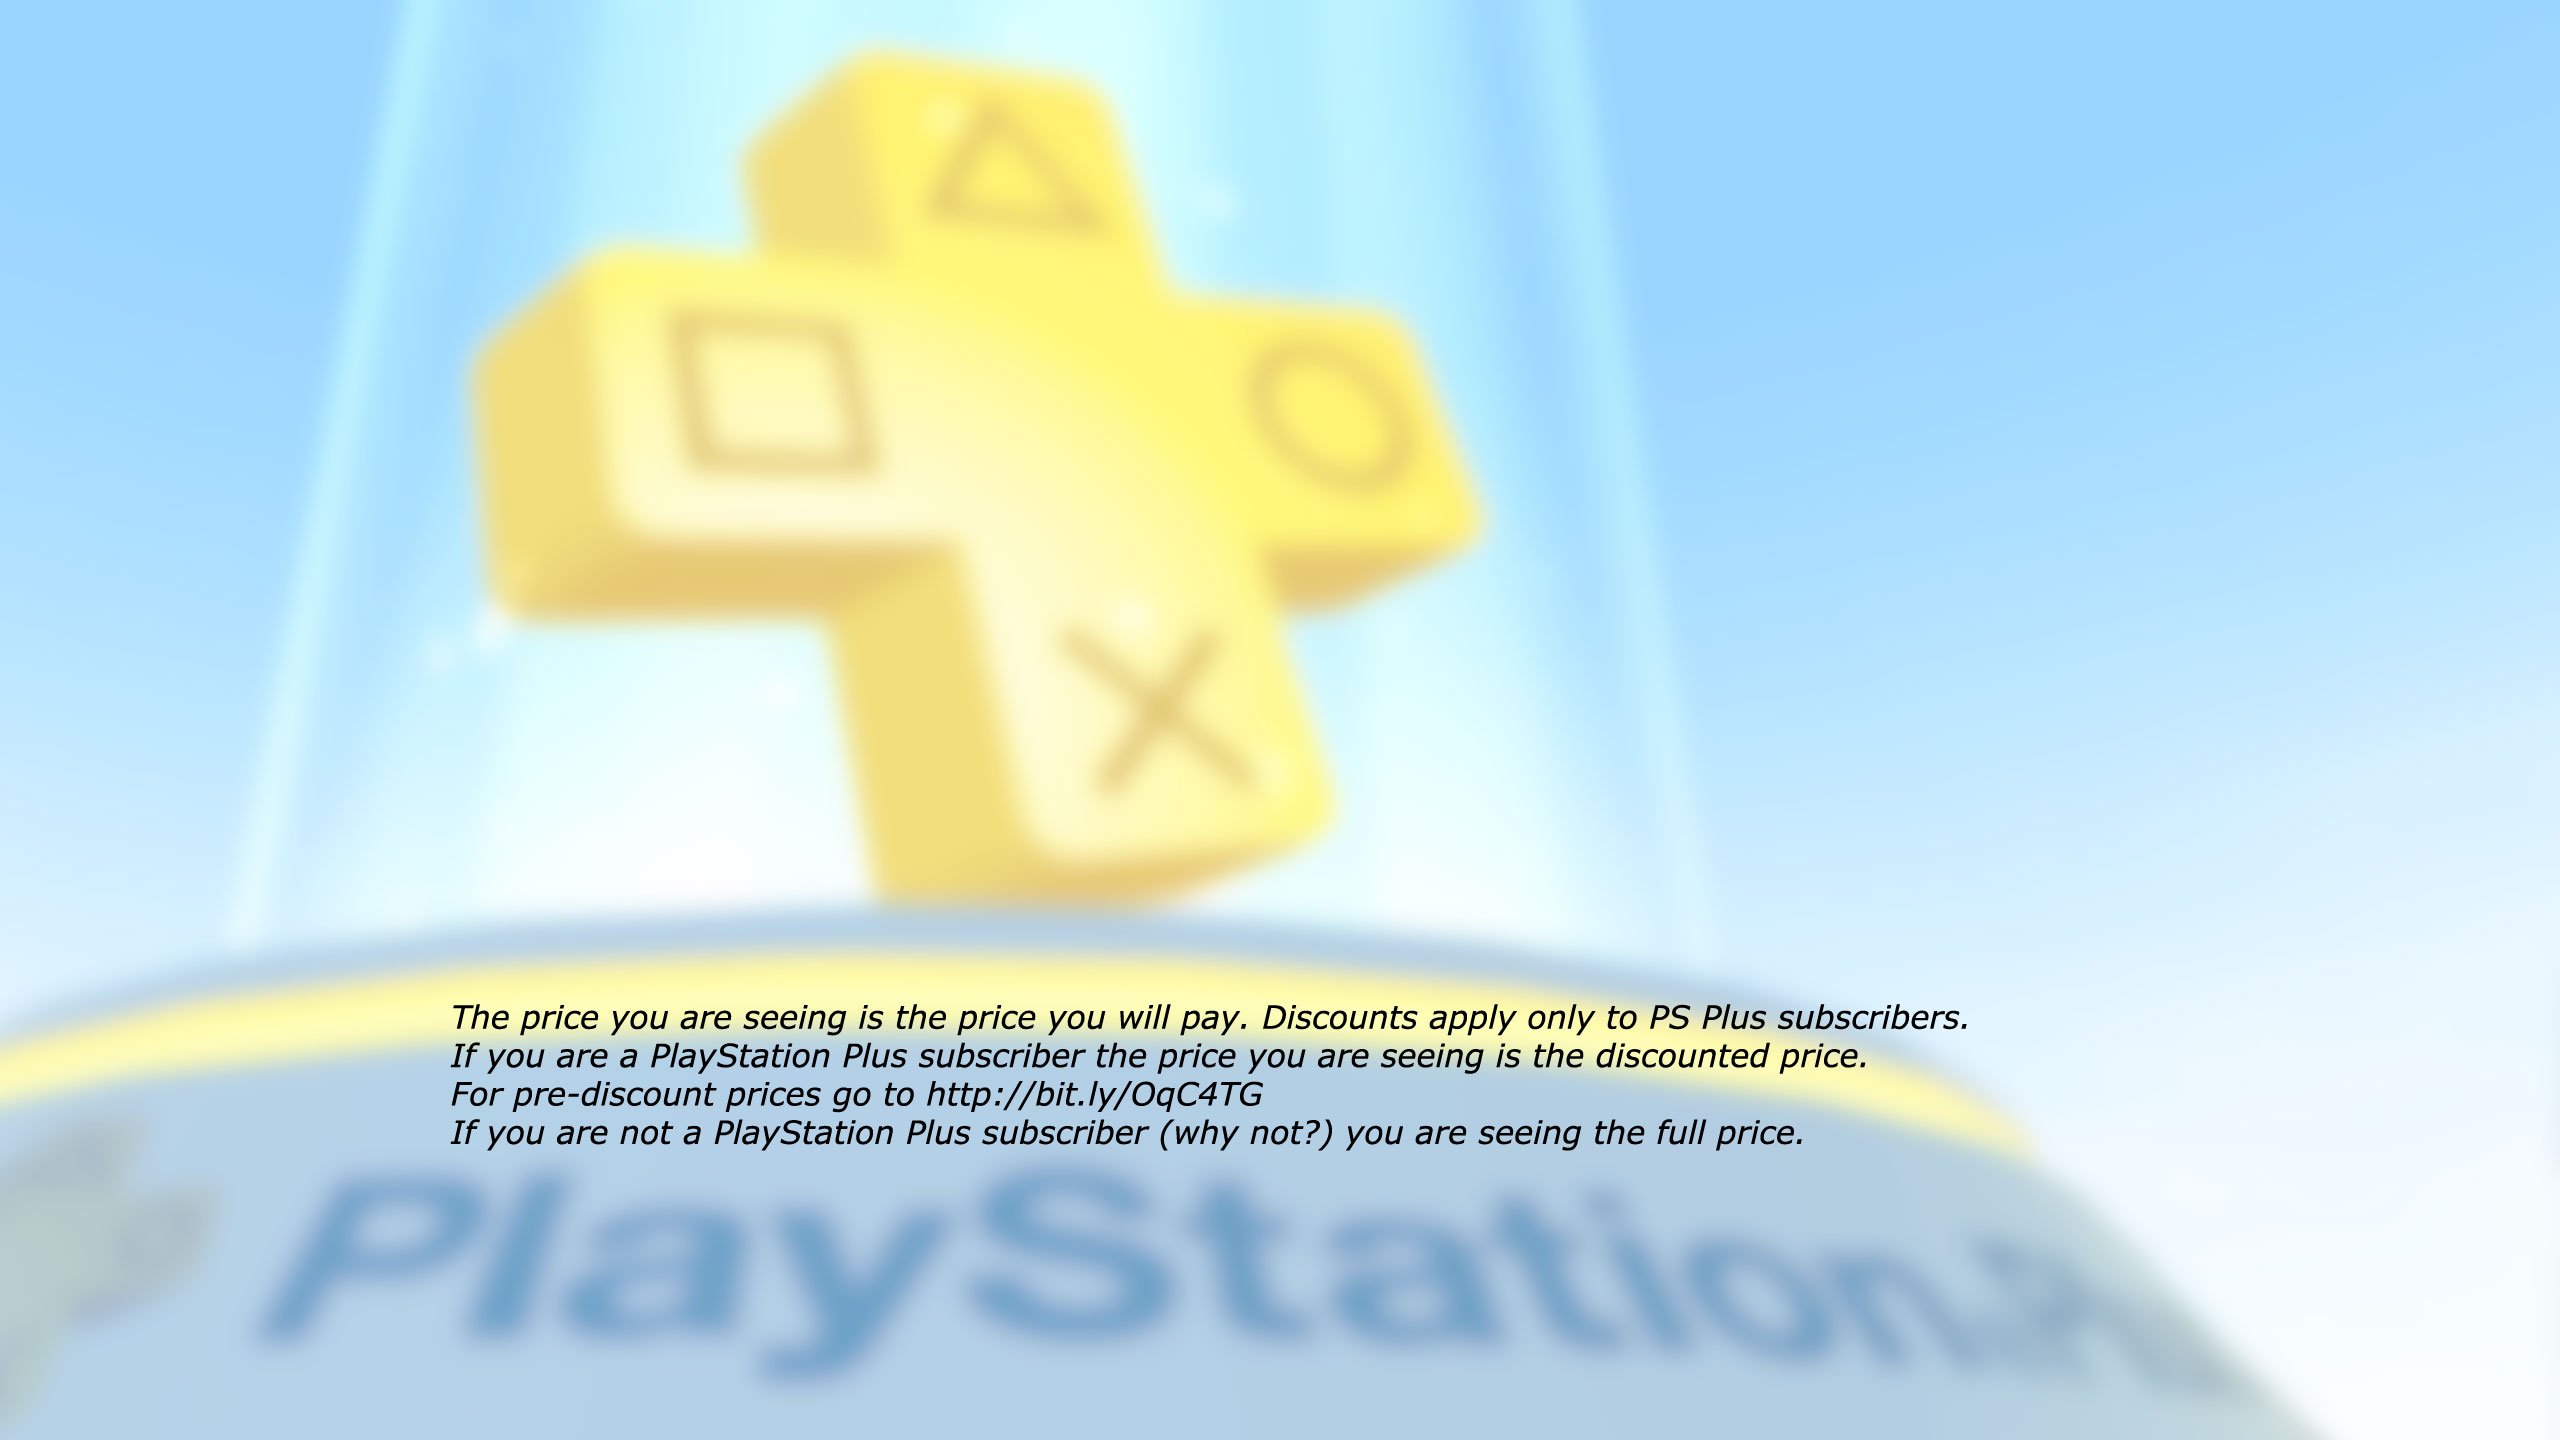 The price you are seeing is the price you will pay. Discounts apply only to PS Plus subscribers.
If you are a PlayStation Plus subscriber the price you are seeing is the discounted price.
For pre-discount prices go to http://bit.ly/OqC4TG
If you are not a PlayStation Plus subscriber (why not?) you are seeing the full price.
PlayStation